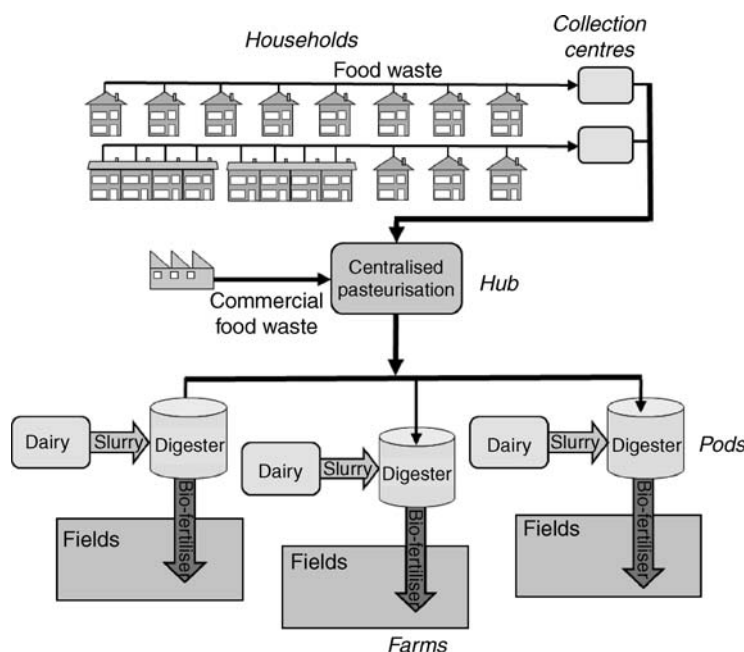 Households
Collection
centres
Food waste
Centralised
pasteurisation
Hub
Commercial
food waste
Dairy
Slurry
Digester
Dairy
Slurry
Digester
Dairy
Slurry
Digester
Pods
Bio-fertiliser
Bio-fertiliser
Bio-fertiliser
Fields
Fields
Fields
Farms